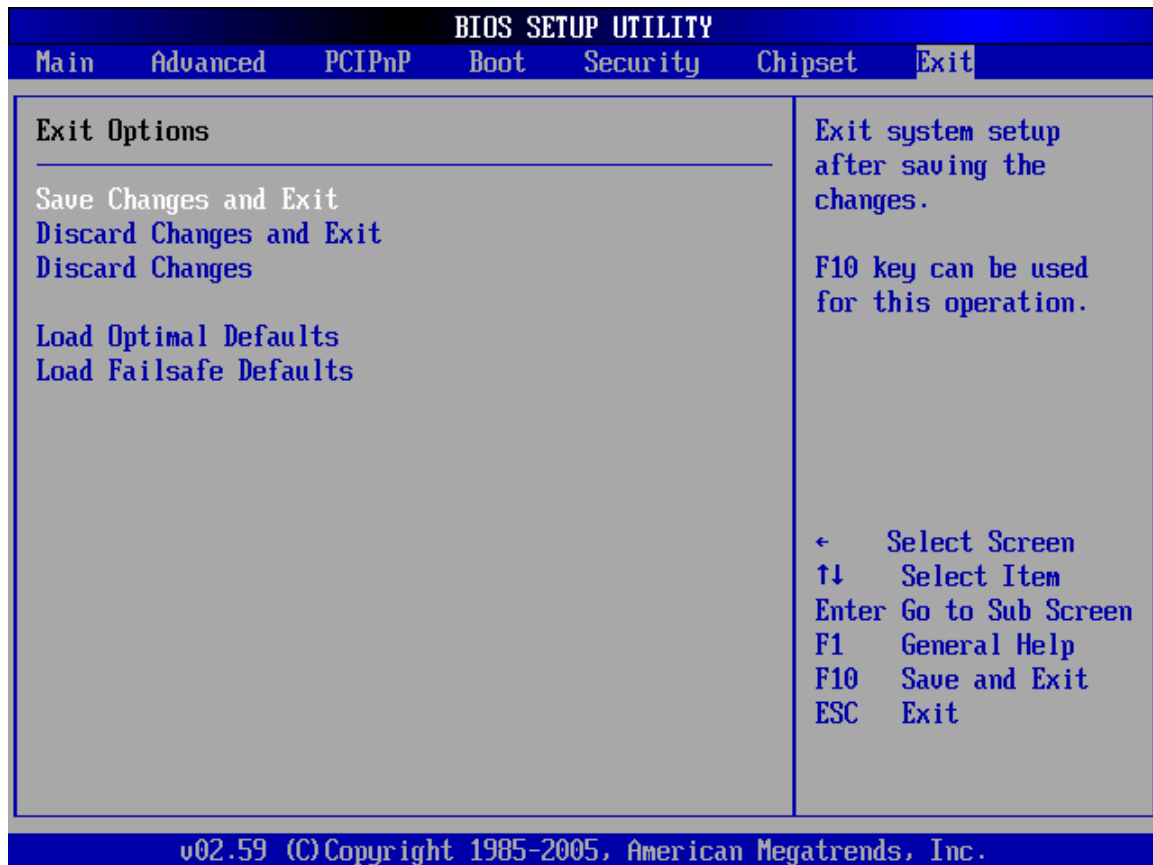 BIOS SETUP UTILITY
Main Advanced PCIPnP Boot Security Chipset Exit
Exit Options
Save Changes and Exit
Discard Changes and Exit
Discard Changes
Load Optimal Defaults
Load Failsafe Defaults
Exit system setup
after saving the
changes.
F10 key can be used
for this operation.
← Select Screen
↑↓ Select Item
Enter Go to Sub Screen
F1 General Help
F10 Save and Exit
ESC Exit
v02.59 (C)Copyright 1985-2005, American Megatrends, Inc.